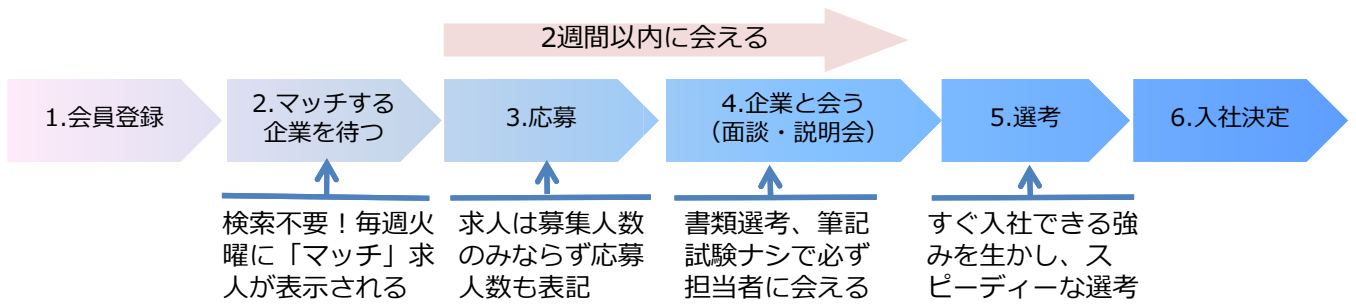 2週間以内に会える
1.会員登録
2.マッチする
企業を待つ
3.応募
4.企業と会う
（面談・説明会）
5.選考
6.入社決定
検索不要！毎週火
曜に「マッチ」求
人が表示される
求人は募集人数
のみならず応募
人数も表記
書類選考、筆記
試験ナシで必ず
担当者に会える
すぐ入社できる強
みを生かし、ス
ピーディーな選考